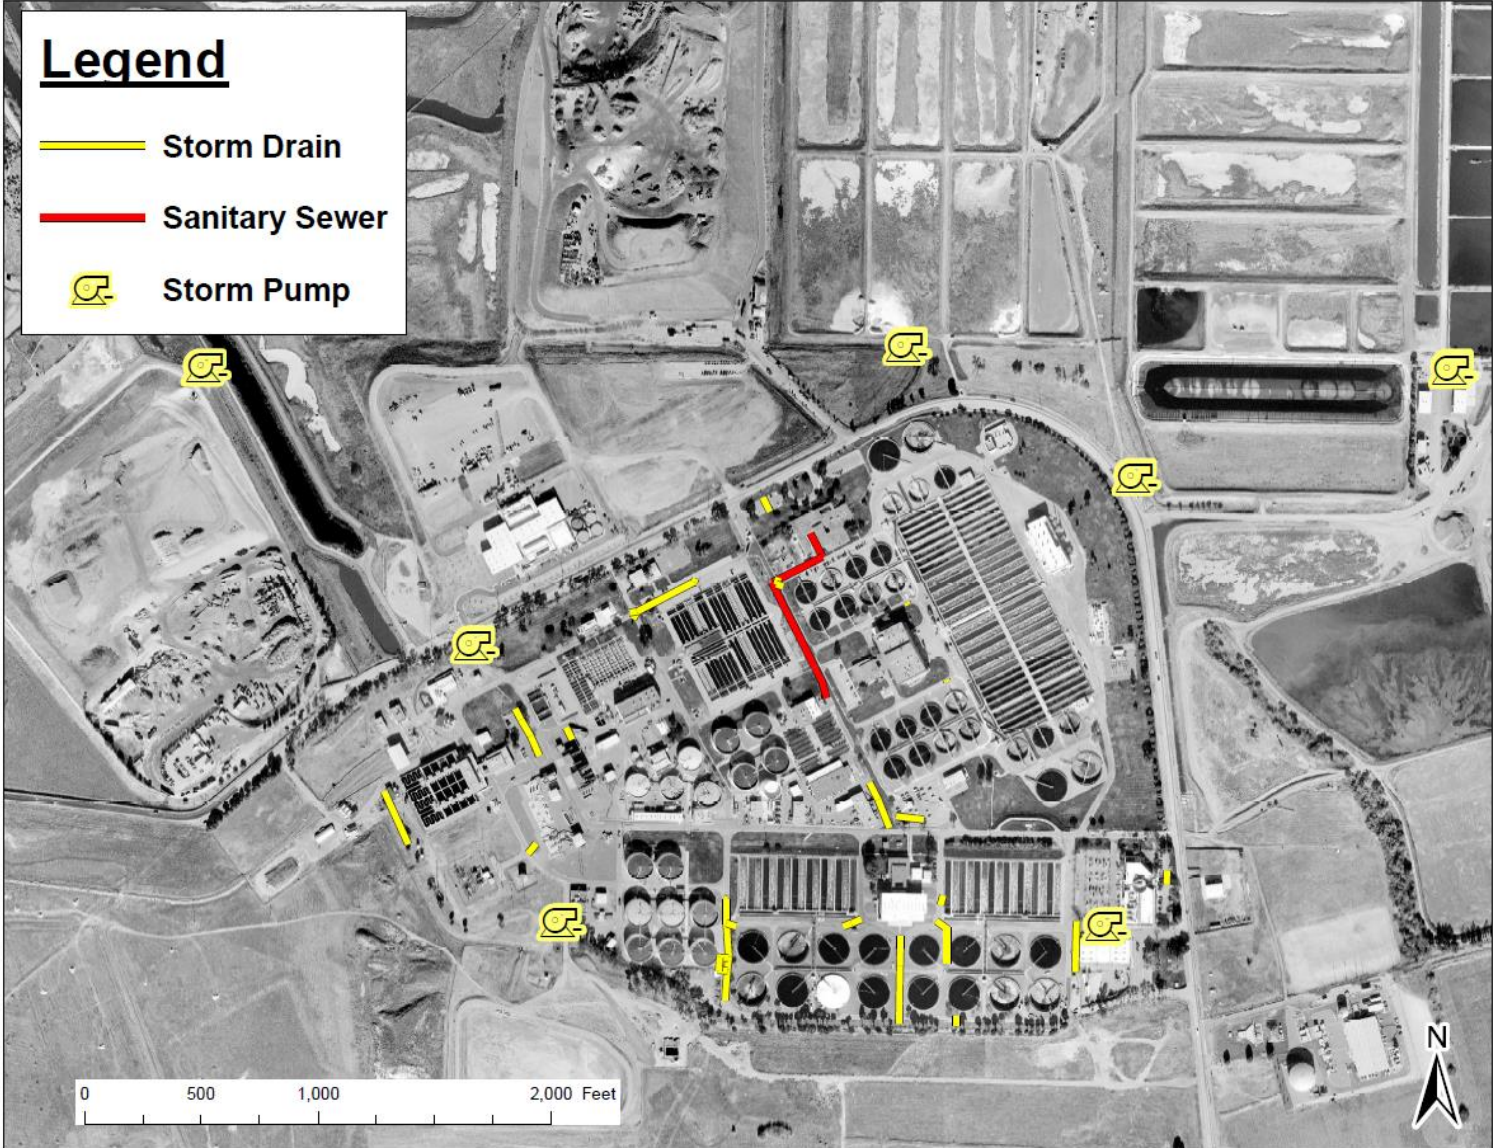 Legend
Storm Drain
Sanitary Sewer
Storm Pump
N
0 500 1,000 2,000 Feet